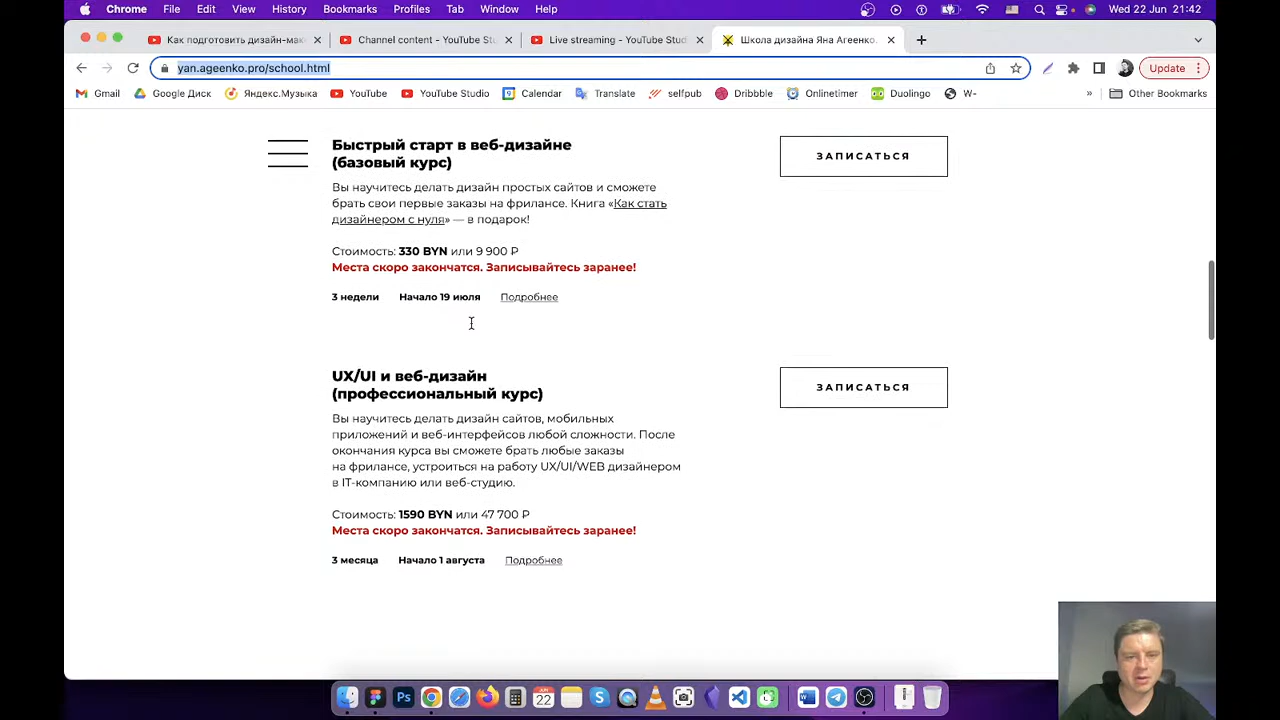 Chrome File Edit View History Bookmarks Profiles Tab Window Help Wed 22 Jun 21:42
Как подготовить дизайн-мак Channel content - YouTube Stu Live streaming - YouTube Studi Школа дизайна Яна Агеенко.
yan.ageenko.pro/school.html Update
Gmail Google Диск Яндекс.Музыка YouTube YouTube Studio Calendar Translate selfpub Dribbble Onlinetimer Duolingo W- » Other Bookmarks
Быстрый старт в веб-дизайне
(базовый курс)
ЗАПИСАТЬСЯ
Вы научитесь делать дизайн простых сайтов и сможете
брать свои первые заказы на фрилансе. Книга «Как стать
дизайнером с нуля» — в подарок!
Стоимость: 330 BYN или 9 900 ₽
Места скоро закончатся. Записывайтесь заранее!
3 недели Начало 19 июля Подробнее
UX/UI и веб-дизайн
(профессиональный курс)
ЗАПИСАТЬСЯ
Вы научитесь делать дизайн сайтов, мобильных
приложений и веб-интерфейсов любой сложности. После
окончания курса вы сможете брать любые заказы
на фрилансе, устроиться на работу UX/UI/WEB дизайнером
в IT-компанию или веб-студию.
Стоимость: 1590 BYN или 47 700 ₽
Места скоро закончатся. Записывайтесь заранее!
3 месяца Начало 1 августа Подробнее
22